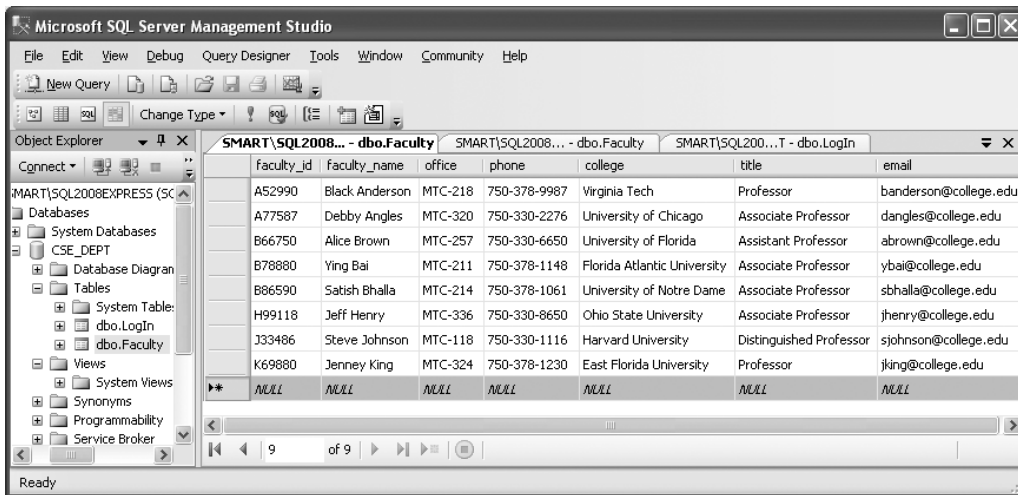 Microsoft SQL Server Management Studio
File Edit View Debug Query Designer Tools Window Community Help
New Query
SQL Change Type SQL
Object Explorer
SMART\SQL2008... - dbo.Faculty SMART\SQL2008... - dbo.Faculty SMART\SQL200...T - dbo.LogIn
Connect
MART\SQL2008EXPRESS (SC
Databases
System Databases
CSE_DEPT
Database Diagran
Tables
System Table:
dbo.LogIn
dbo.Faculty
Views
System Views
Synonyms
Programmability
Service Broker
faculty_id faculty_name office phone college title email
A52990 Black Anderson MTC-218 750-378-9987 Virginia Tech Professor banderson@college.edu
A77587 Debby Angles MTC-320 750-330-2276 University of Chicago Associate Professor dangles@college.edu
B66750 Alice Brown MTC-257 750-330-6650 University of Florida Assistant Professor abrown@college.edu
B78880 Ying Bai MTC-211 750-378-1148 Florida Atlantic University Associate Professor ybai@college.edu
B86590 Satish Bhalla MTC-214 750-378-1061 University of Notre Dame Associate Professor sbhalla@college.edu
H99118 Jeff Henry MTC-336 750-330-8650 Ohio State University Associate Professor jhenry@college.edu
J33486 Steve Johnson MTC-118 750-330-1116 Harvard University Distinguished Professor sjohnson@college.edu
K69880 Jenney King MTC-324 750-378-1230 East Florida University Professor jking@college.edu
NULL NULL NULL NULL NULL NULL NULL
9 of 9
Ready